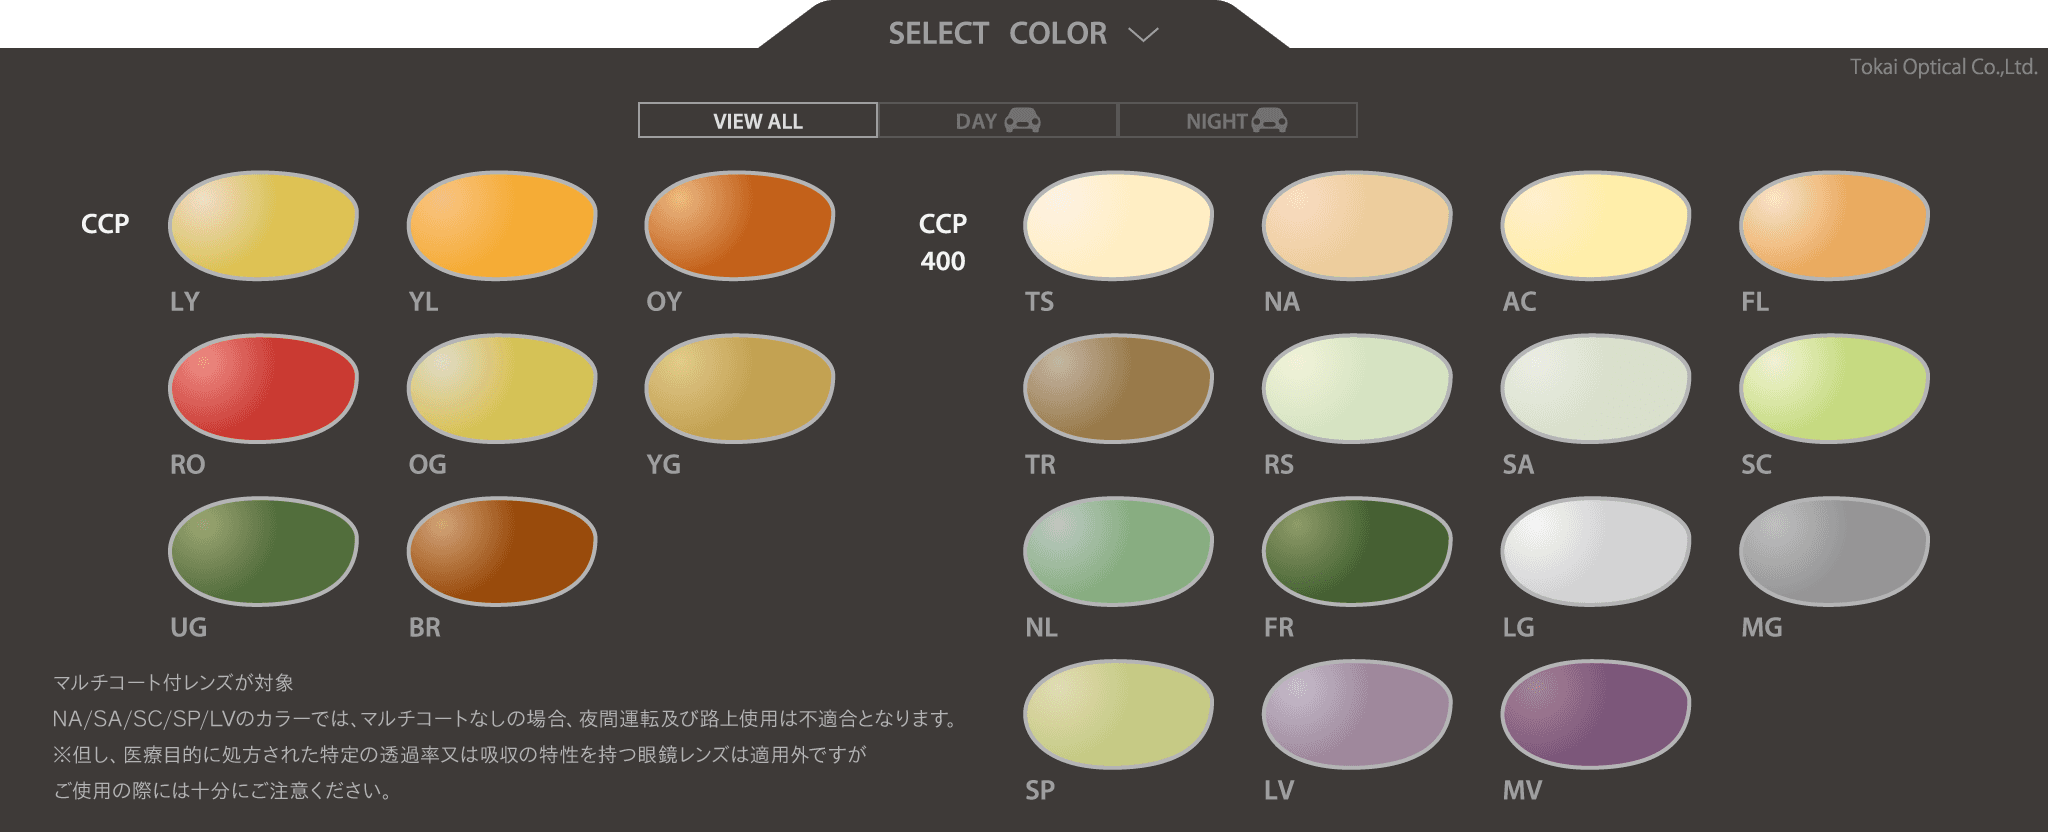 SELECT COLOR
Tokai Optical Co.,Ltd.
VIEW ALL
DAY
NIGHT
CCP
LY
YL
OY
RO
OG
YG
UG
BR
CCP
400
TS
NA
AC
FL
TR
RS
SA
SC
NL
FR
LG
MG
SP
LV
MV
マルチコート付レンズが対象
NA/SA/SC/SP/LVのカラーでは、マルチコートなしの場合、夜間運転及び路上使用は不適合となります。
※但し、医療目的に処方された特定の透過率又は吸収の特性を持つ眼鏡レンズは適用外ですが
ご使用の際には十分にご注意ください。